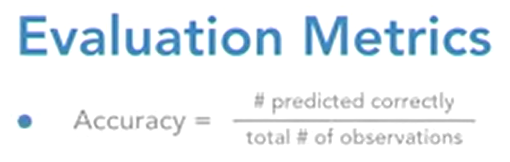 Evaluation Metrics
• Accuracy = # predicted correctly
total # of observations